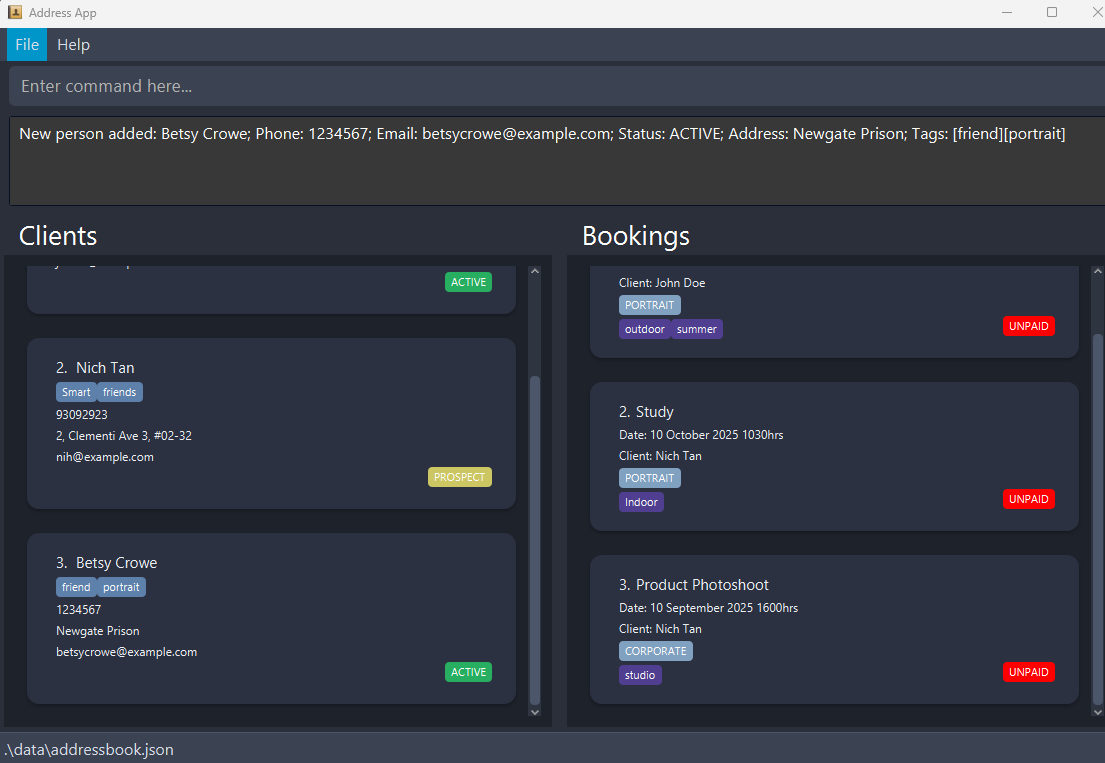 Address App
File Help
Enter command here...
New person added: Betsy Crowe; Phone: 1234567; Email: betsycrowe@example.com; Status: ACTIVE; Address: Newgate Prison; Tags: [friend][portrait]
Clients
ACTIVE
2. Nich Tan
Smart friends
93092923
2, Clementi Ave 3, #02-32
nih@example.com
PROSPECT
3. Betsy Crowe
friend portrait
1234567
Newgate Prison
betsycrowe@example.com
ACTIVE
Bookings
Client: John Doe
PORTRAIT
outdoor summer
UNPAID
2. Study
Date: 10 October 2025 1030hrs
Client: Nich Tan
PORTRAIT
Indoor
UNPAID
3. Product Photoshoot
Date: 10 September 2025 1600hrs
Client: Nich Tan
CORPORATE
studio
UNPAID
.\data\addressbook.json